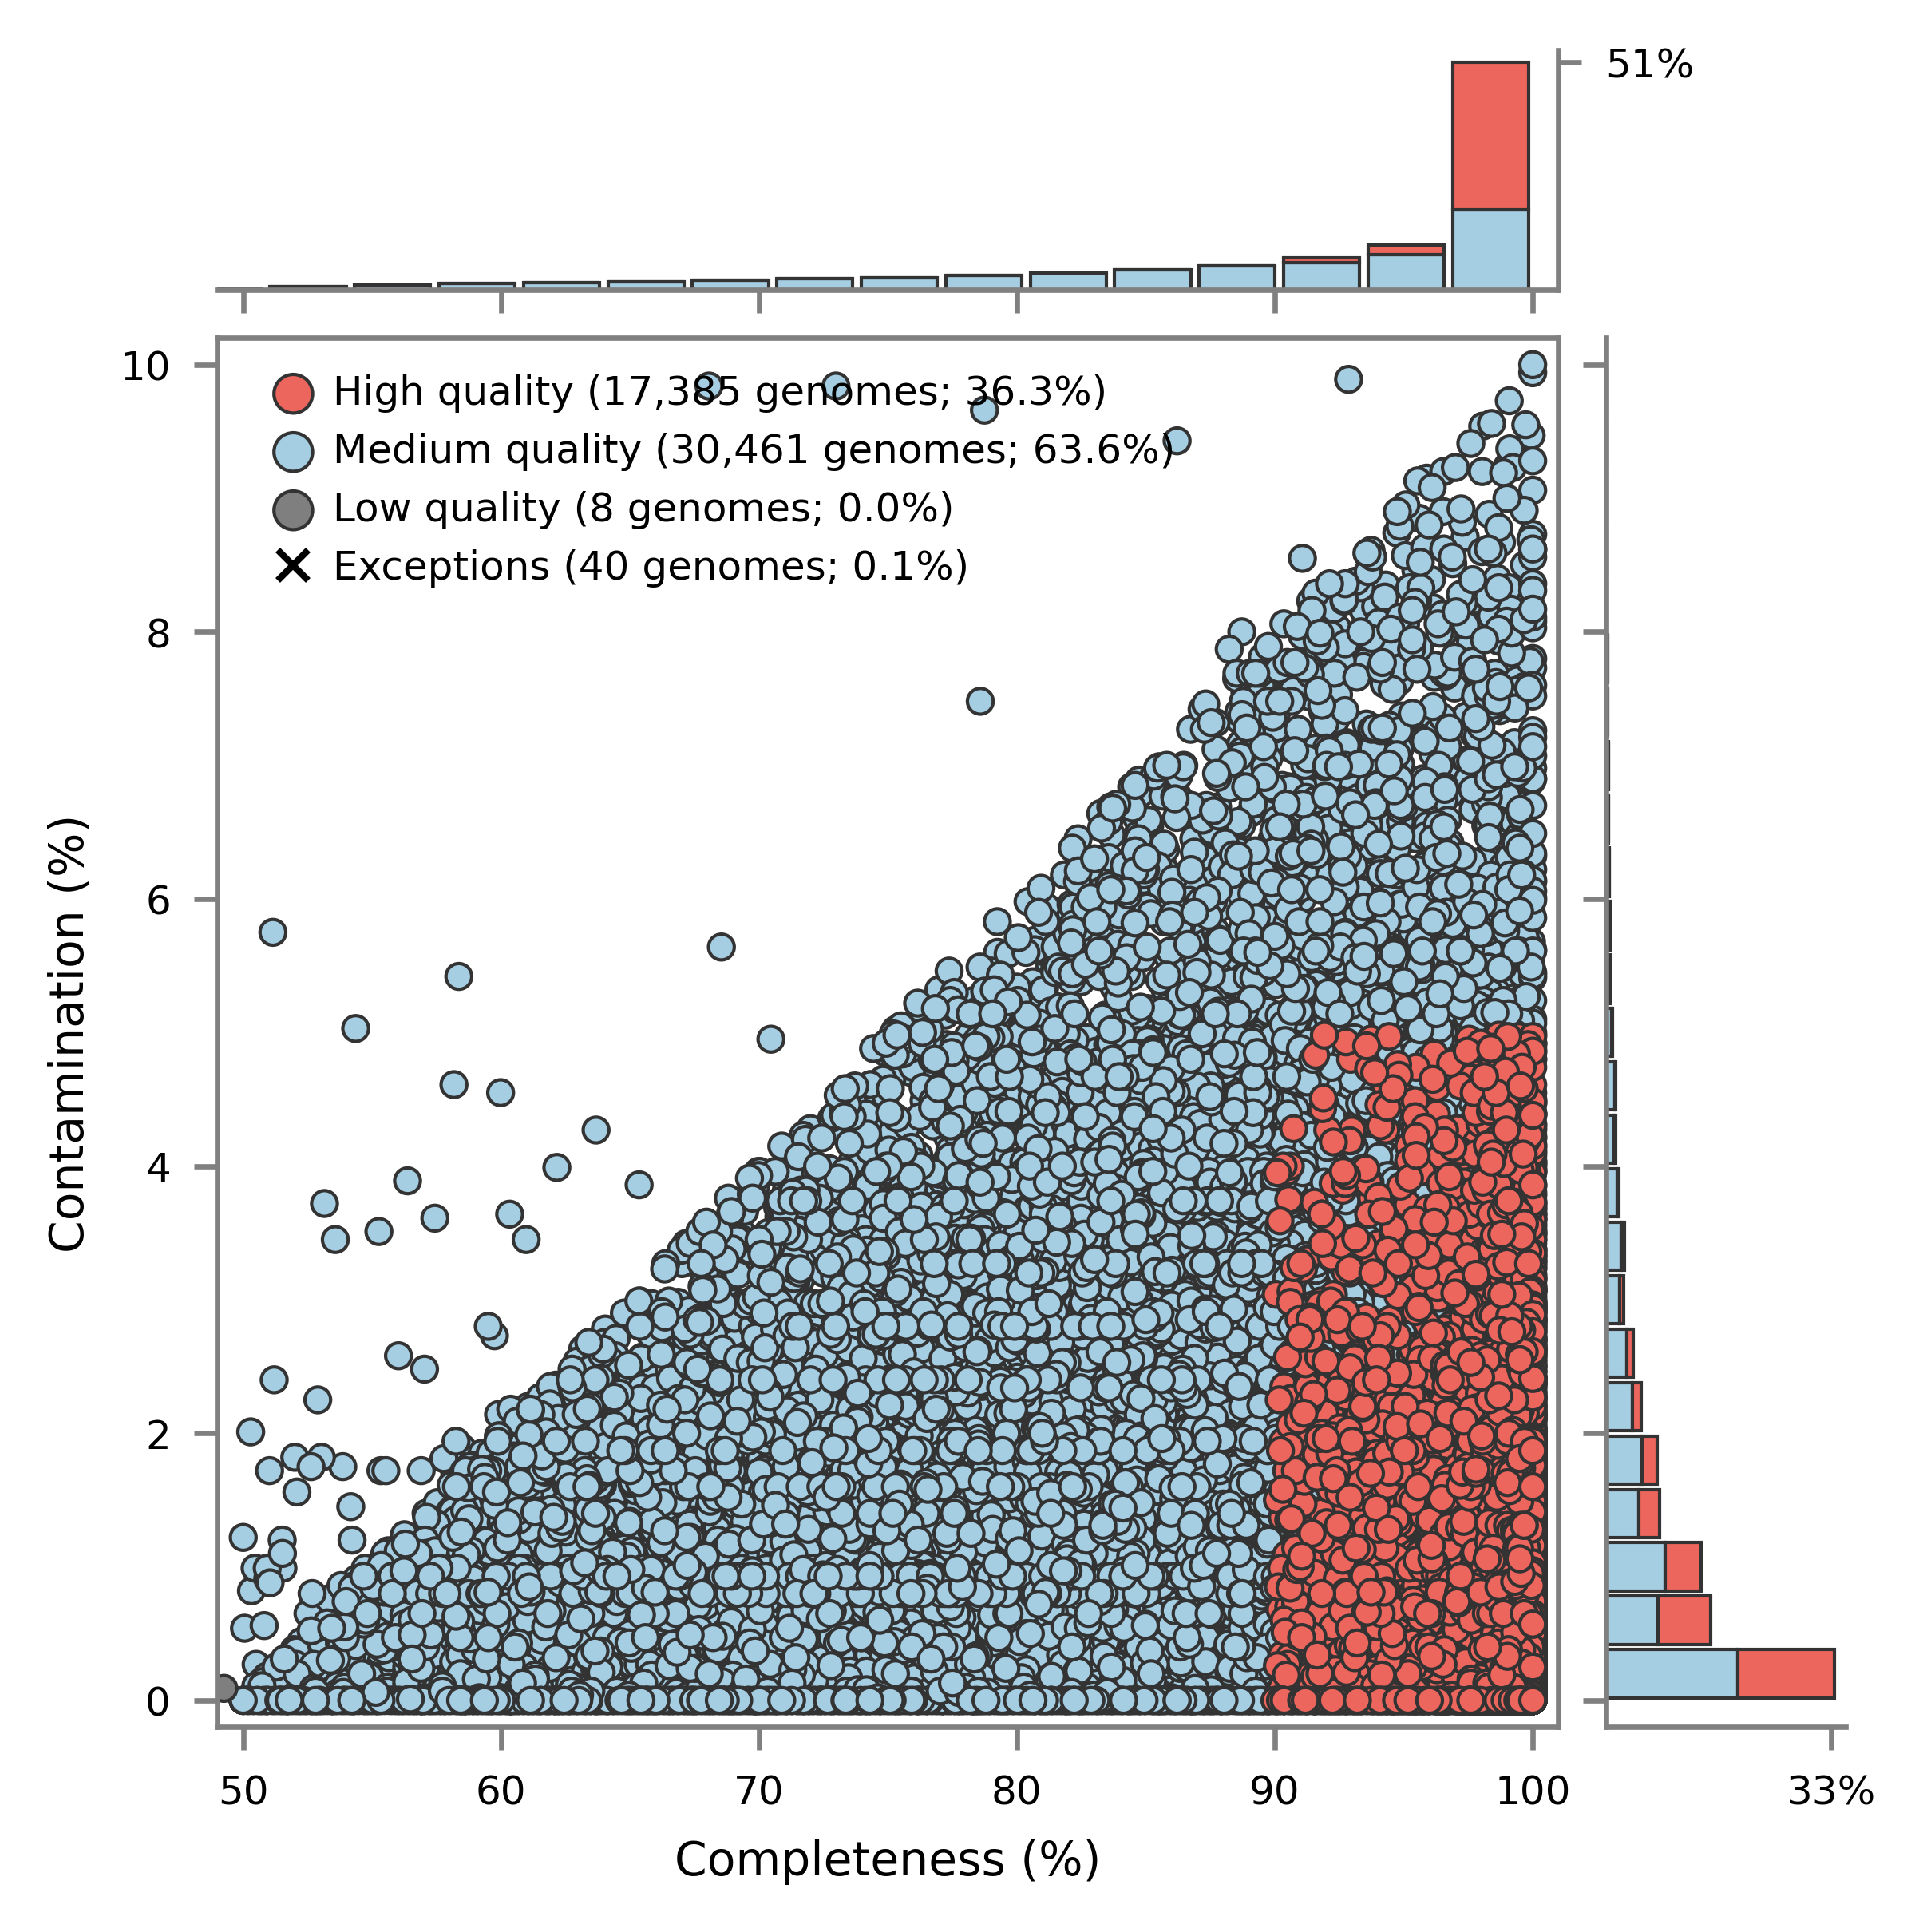 51%
10
High quality (17,385 genomes; 36.3%)
Medium quality (30,461 genomes; 63.6%)
Low quality (8 genomes; 0.0%)
Exceptions (40 genomes; 0.1%)
8
6
4
2
0
Contamination (%)
50 60 70 80 90 100 33%
Completeness (%)